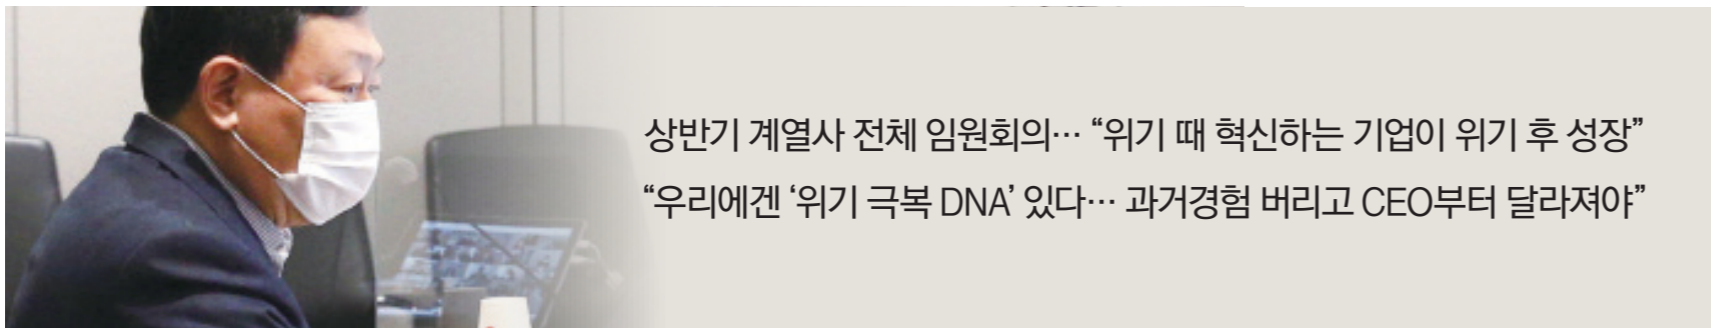 상반기 계열사 전체 임원회의… “위기 때 혁신하는 기업이 위기 후 성장”
“우리에겐 ‘위기 극복 DNA’ 있다… 과거경험 버리고 CEO부터 달라져야”